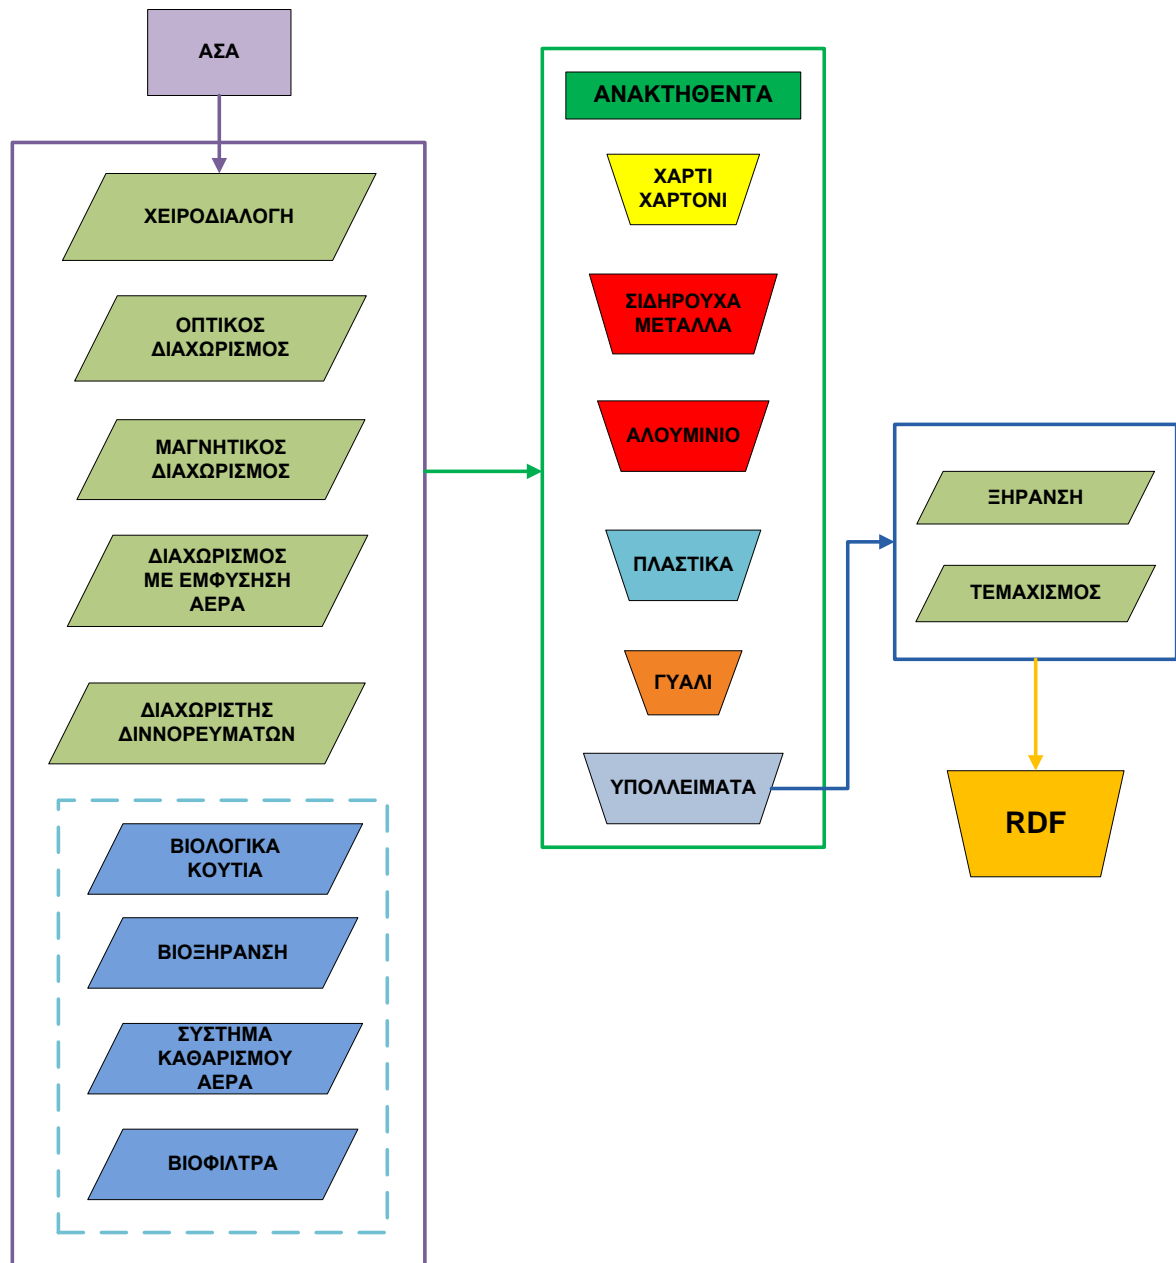 ΑΣΑ
ΧΕΙΡΟΔΙΑΛΟΓΗ
ΟΠΤΙΚΟΣ
ΔΙΑΧΩΡΙΣΜΟΣ
ΜΑΓΝΗΤΙΚΟΣ
ΔΙΑΧΩΡΙΣΜΟΣ
ΔΙΑΧΩΡΙΣΜΟΣ
ΜΕ ΕΜΦΥΣΗΣΗ
ΑΕΡΑ
ΔΙΑΧΩΡΙΣΤΗΣ
ΔΙΝΝΟΡΕΥΜΑΤΩΝ
ΒΙΟΛΟΓΙΚΑ
ΚΟΥΤΙΑ
ΒΙΟΞΗΡΑΝΣΗ
ΣΥΣΤΗΜΑ
ΚΑΘΑΡΙΣΜΟΥ
ΑΕΡΑ
ΒΙΟΦΙΛΤΡΑ
ΑΝΑΚΤΗΘΕΝΤΑ
ΧΑΡΤΙ
ΧΑΡΤΟΝΙ
ΣΙΔΗΡΟΥΧΑ
ΜΕΤΑΛΛΑ
ΑΛΟΥΜΙΝΙΟ
ΠΛΑΣΤΙΚΑ
ΓΥΑΛΙ
ΥΠΟΛΛΕΙΜΑΤΑ
ΞΗΡΑΝΣΗ
ΤΕΜΑΧΙΣΜΟΣ
RDF